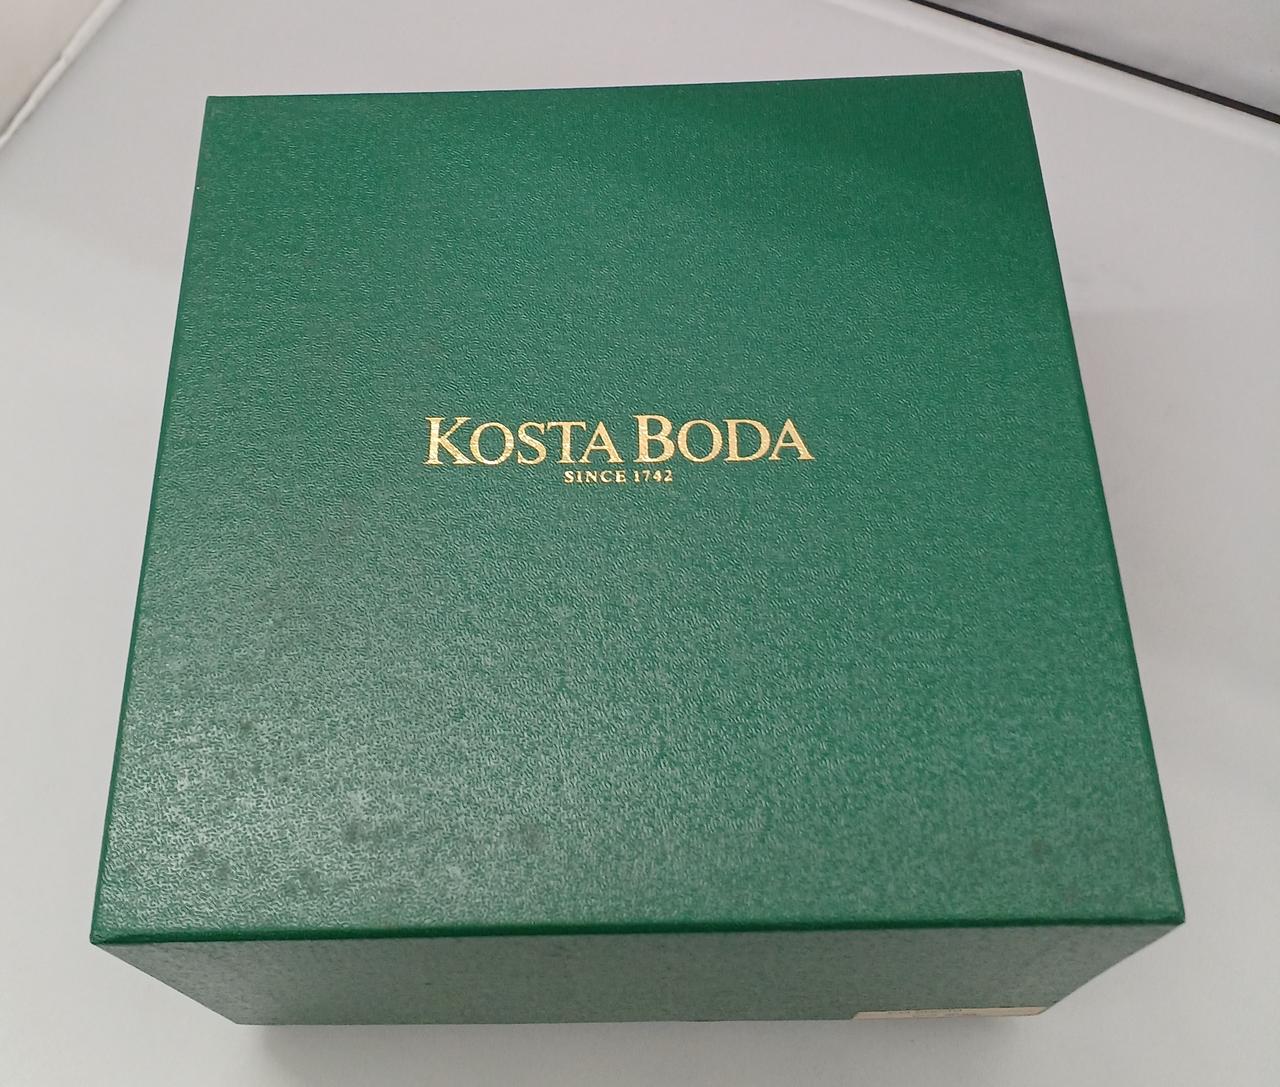 KOSTA BODA
SINCE 1742